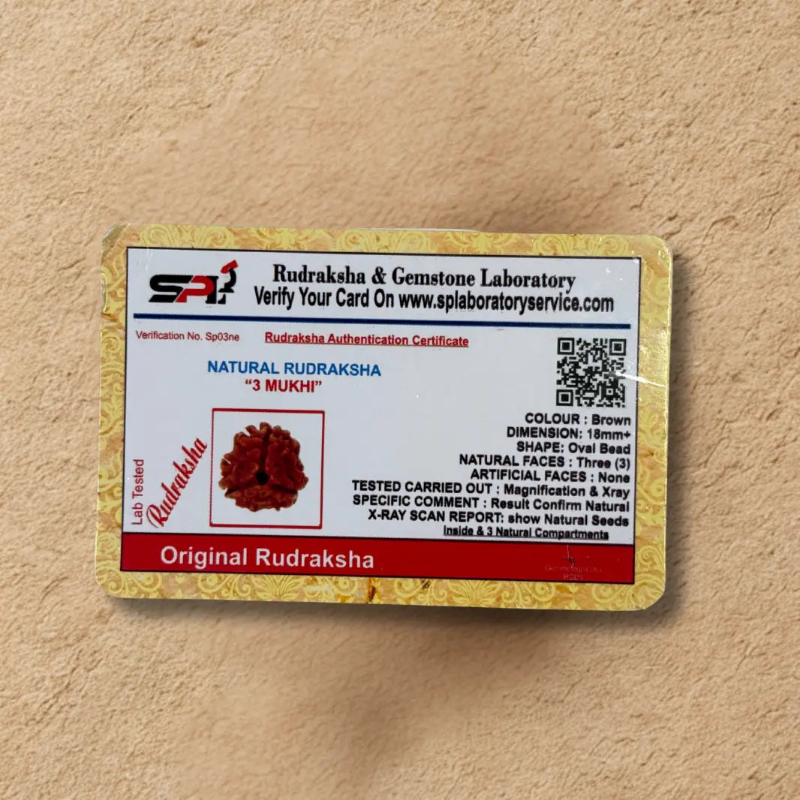 SPL
Rudraksha & Gemstone Laboratory
Verify Your Card On www.splaboratoryservice.com
Verification No. Sp03ne
Rudraksha Authentication Certificate
NATURAL RUDRAKSHA
“3 MUKHI”
Lab Tested
Rudraksha
COLOUR : Brown
DIMENSION: 18mm+
SHAPE: Oval Bead
NATURAL FACES : Three (3)
ARTIFICIAL FACES : None
TESTED CARRIED OUT : Magnification & Xray
SPECIFIC COMMENT : Result Confirm Natural
X-RAY SCAN REPORT: show Natural Seeds
Inside & 3 Natural Compartments
Original Rudraksha